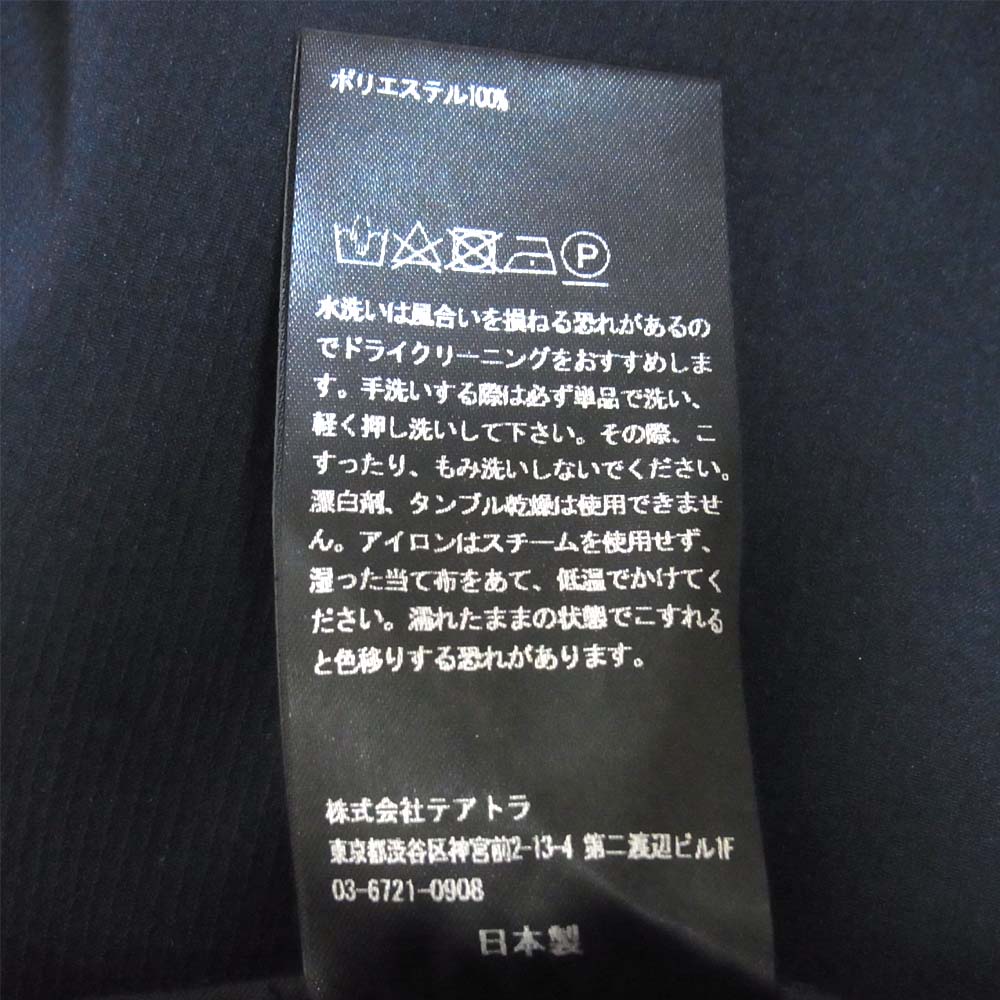 ポリエステル100%
P
水洗いは風合いを損ねる恐れがあるの
でドライクリーニングをおすすめしま
す。手洗いする際は必ず単品で洗い、
軽く押し洗いして下さい。その際、こ
すったり、もみ洗いしないでください。
漂白剤、タンブル乾燥は使用できませ
ん。アイロンはスチームを使用せず、
湿った当て布をあて、低温でかけてく
ださい。濡れたままの状態でこすれる
と色移りする恐れがあります。
株式会社テアトラ
東京都渋谷区神宮前2-13-4 第二渡辺ビル1F
03-6721-0908
日本製